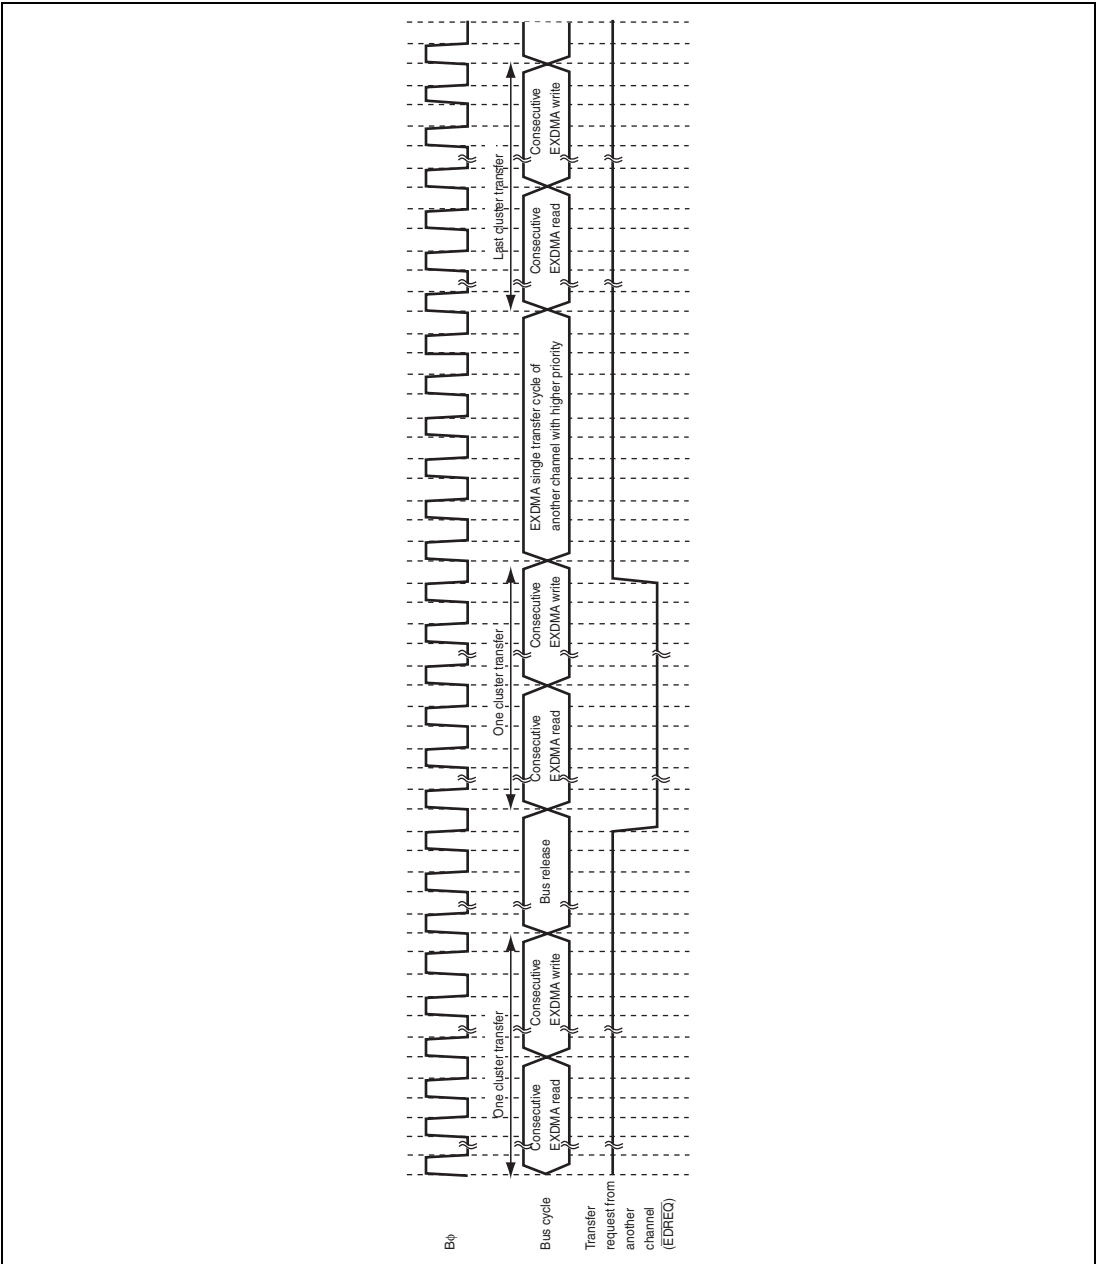 Bφ
Bus cycle
Transfer
request from
another
channel
(EDREQ)
One cluster transfer
Consecutive
EXDMA read
Consecutive
EXDMA write
Bus release
One cluster transfer
Consecutive
EXDMA read
Consecutive
EXDMA write
EXDMA single transfer cycle of
another channel with higher priority
Last cluster transfer
Consecutive
EXDMA read
Consecutive
EXDMA write